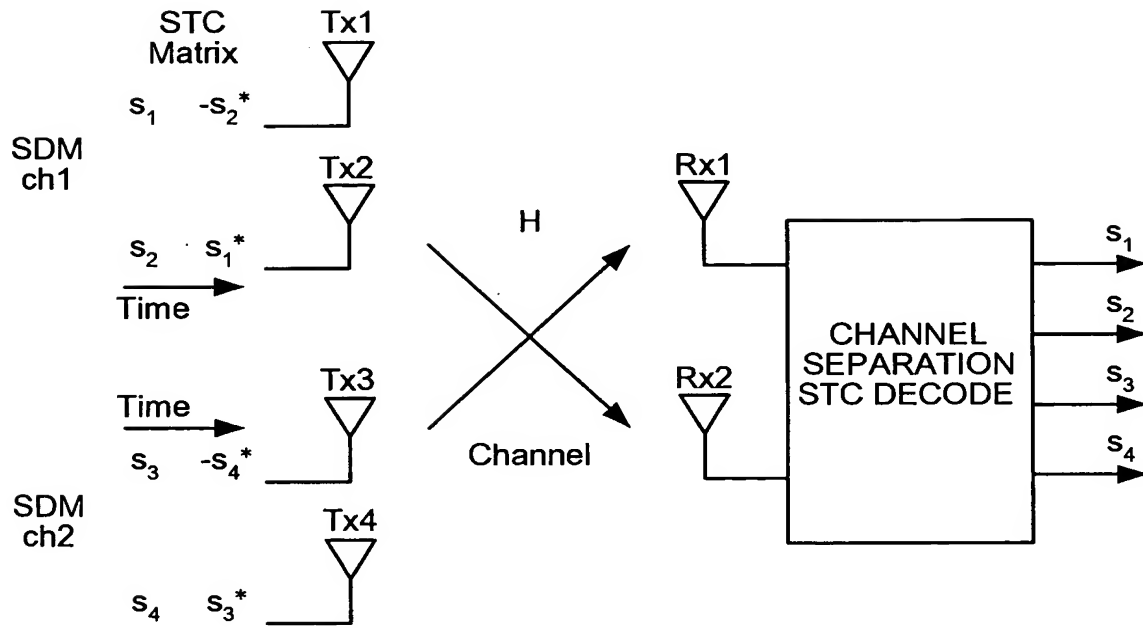 STC
Matrix
Tx1
s₁ -s₂*
SDM
ch1
Tx2
s₂ s₁*
Time
H
Channel
Time
Tx3
s₃ -s₄*
SDM
ch2
Tx4
s₄ s₃*
Rx1
Rx2
CHANNEL
SEPARATION
STC DECODE
s₁
s₂
s₃
s₄